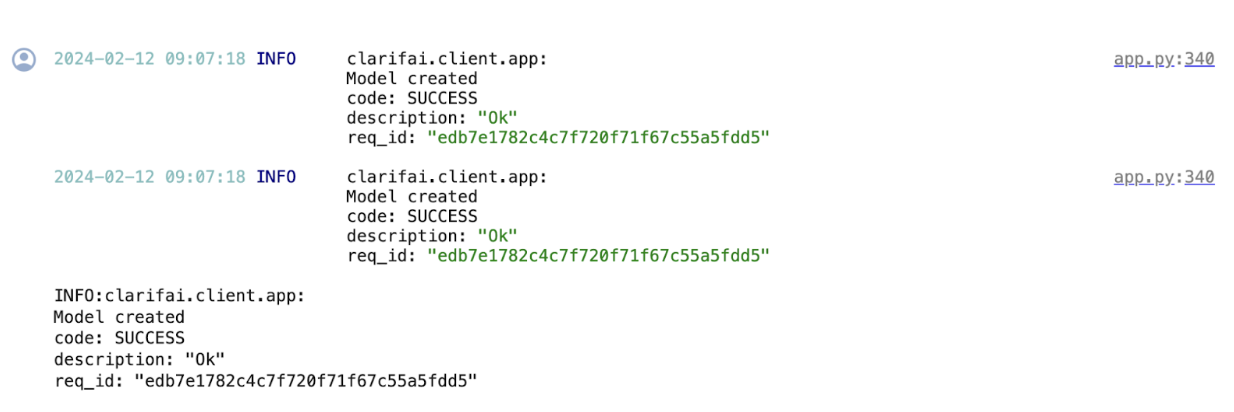 2024-02-12 09:07:18 INFO clarifai.client.app: app.py:340
Model created
code: SUCCESS
description: "Ok"
req_id: "edb7e1782c4c7f720f71f67c55a5fdd5"
2024-02-12 09:07:18 INFO clarifai.client.app: app.py:340
Model created
code: SUCCESS
description: "Ok"
req_id: "edb7e1782c4c7f720f71f67c55a5fdd5"
INFO:clarifai.client.app:
Model created
code: SUCCESS
description: "Ok"
req_id: "edb7e1782c4c7f720f71f67c55a5fdd5"